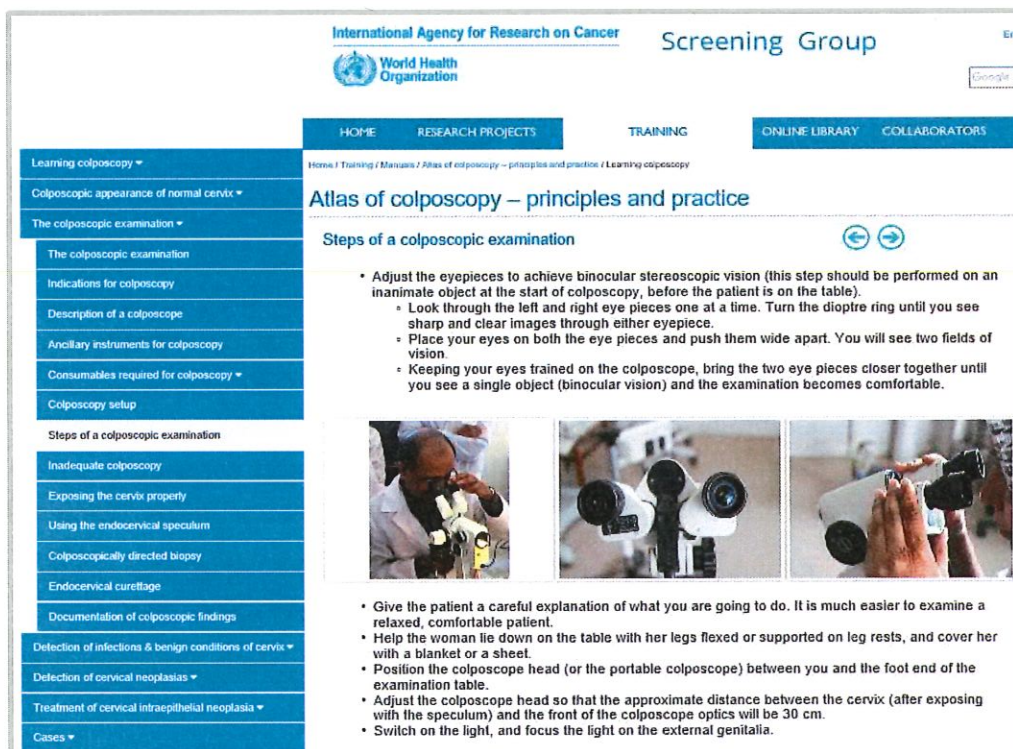 International Agency for Research on Cancer
World Health
Organization
Screening Group
En
Google
HOME
RESEARCH PROJECTS
TRAINING
ONLINE LIBRARY
COLLABORATORS
Learning colposcopy
Colposcopic appearance of normal cervix
The colposcopic examination
The colposcopic examination
Indications for colposcopy
Description of a colposcope
Ancillary instruments for colposcopy
Consumables required for colposcopy
Colposcopy setup
Steps of a colposcopic examination
Inadequate colposcopy
Exposing the cervix properly
Using the endocervical speculum
Colposcopically directed biopsy
Endocervical curettage
Documentation of colposcopic findings
Detection of infections & benign conditions of cervix
Detection of cervical neoplasias
Treatment of cervical intraepithelial neoplasia
Cases
Home / Training / Manuals / Atlas of colposcopy – principles and practice / Learning colposcopy
Atlas of colposcopy – principles and practice
Steps of a colposcopic examination
• Adjust the eyepieces to achieve binocular stereoscopic vision (this step should be performed on an
inanimate object at the start of colposcopy, before the patient is on the table).
◦ Look through the left and right eye pieces one at a time. Turn the dioptre ring until you see
sharp and clear images through either eyepiece.
◦ Place your eyes on both the eye pieces and push them wide apart. You will see two fields of
vision.
◦ Keeping your eyes trained on the colposcope, bring the two eye pieces closer together until
you see a single object (binocular vision) and the examination becomes comfortable.
• Give the patient a careful explanation of what you are going to do. It is much easier to examine a
relaxed, comfortable patient.
• Help the woman lie down on the table with her legs flexed or supported on leg rests, and cover her
with a blanket or a sheet.
• Position the colposcope head (or the portable colposcope) between you and the foot end of the
examination table.
• Adjust the colposcope head so that the approximate distance between the cervix (after exposing
with the speculum) and the front of the colposcope optics will be 30 cm.
• Switch on the light, and focus the light on the external genitalia.